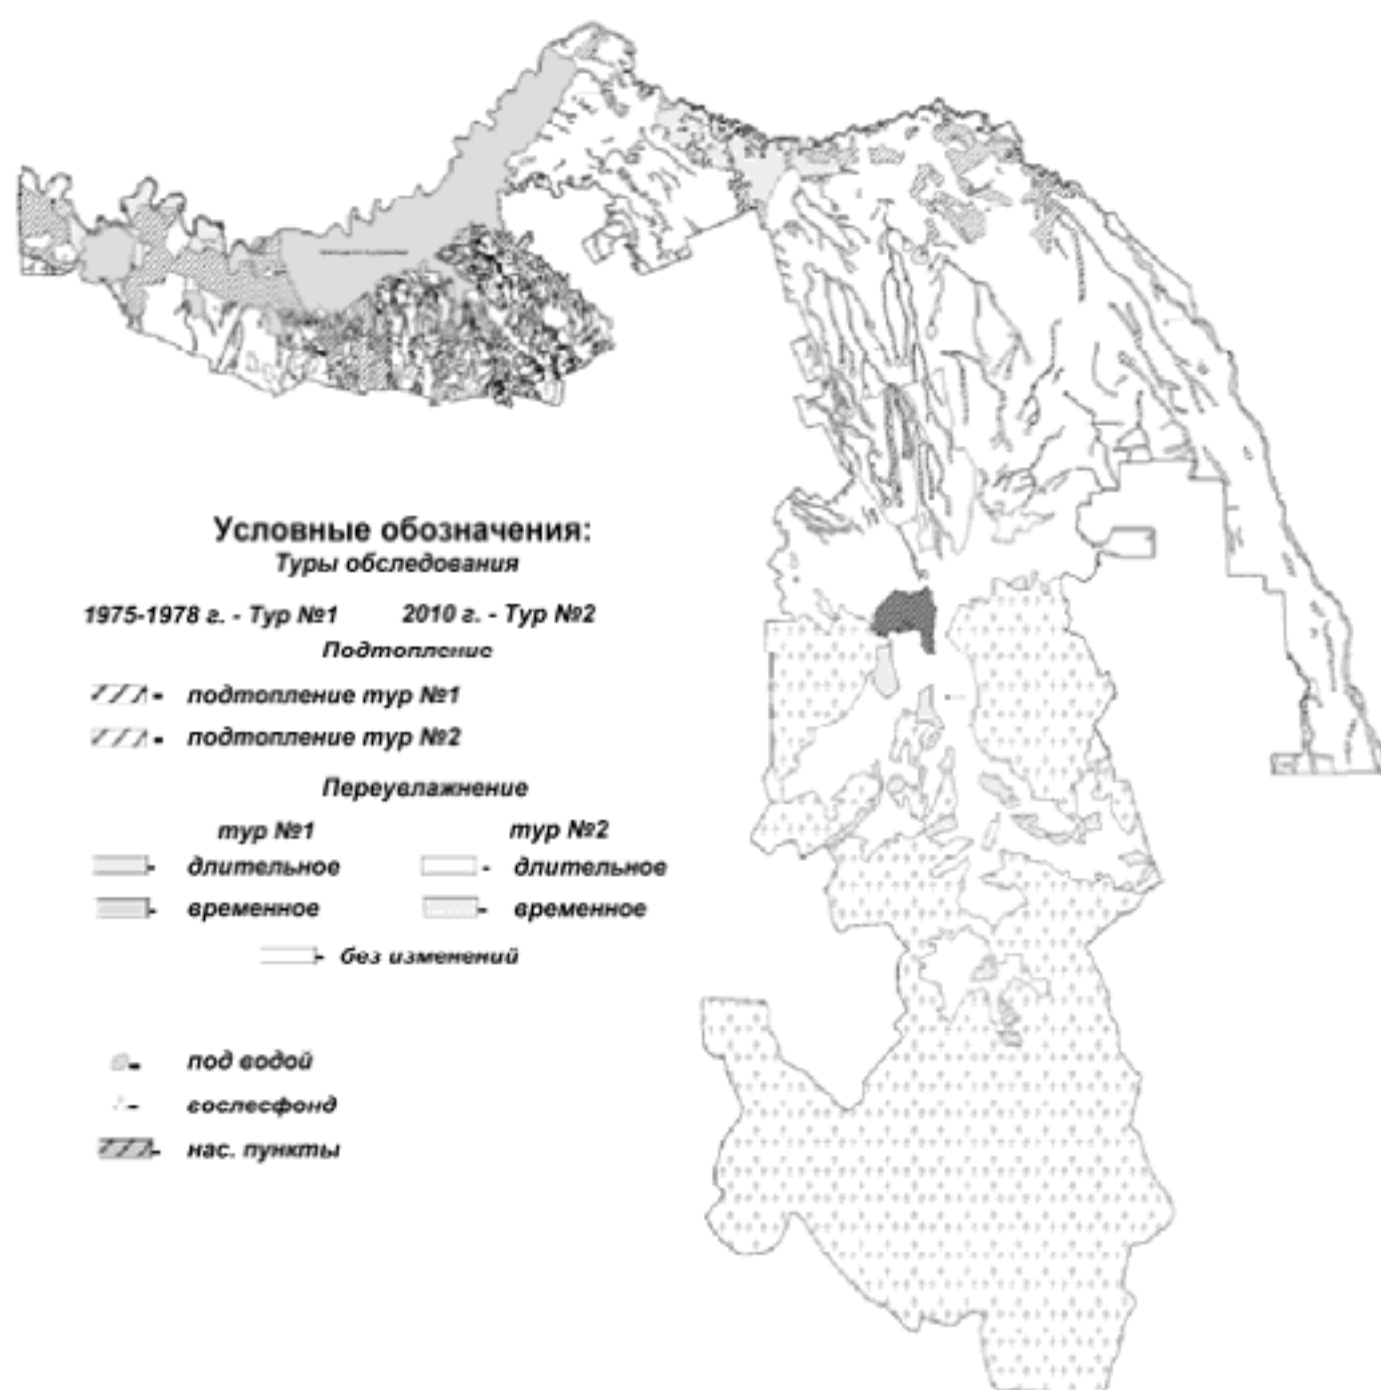 Условные обозначения:
Туры обследования
1975-1978 г. - Тур №1 2010 г. - Тур №2
Подтопление
- подтопление тур №1
- подтопление тур №2
Переувлажнение
тур №1 тур №2
- длительное - длительное
- временное - временное
- без изменений
- под водой
- гослесфонд
- нас. пункты